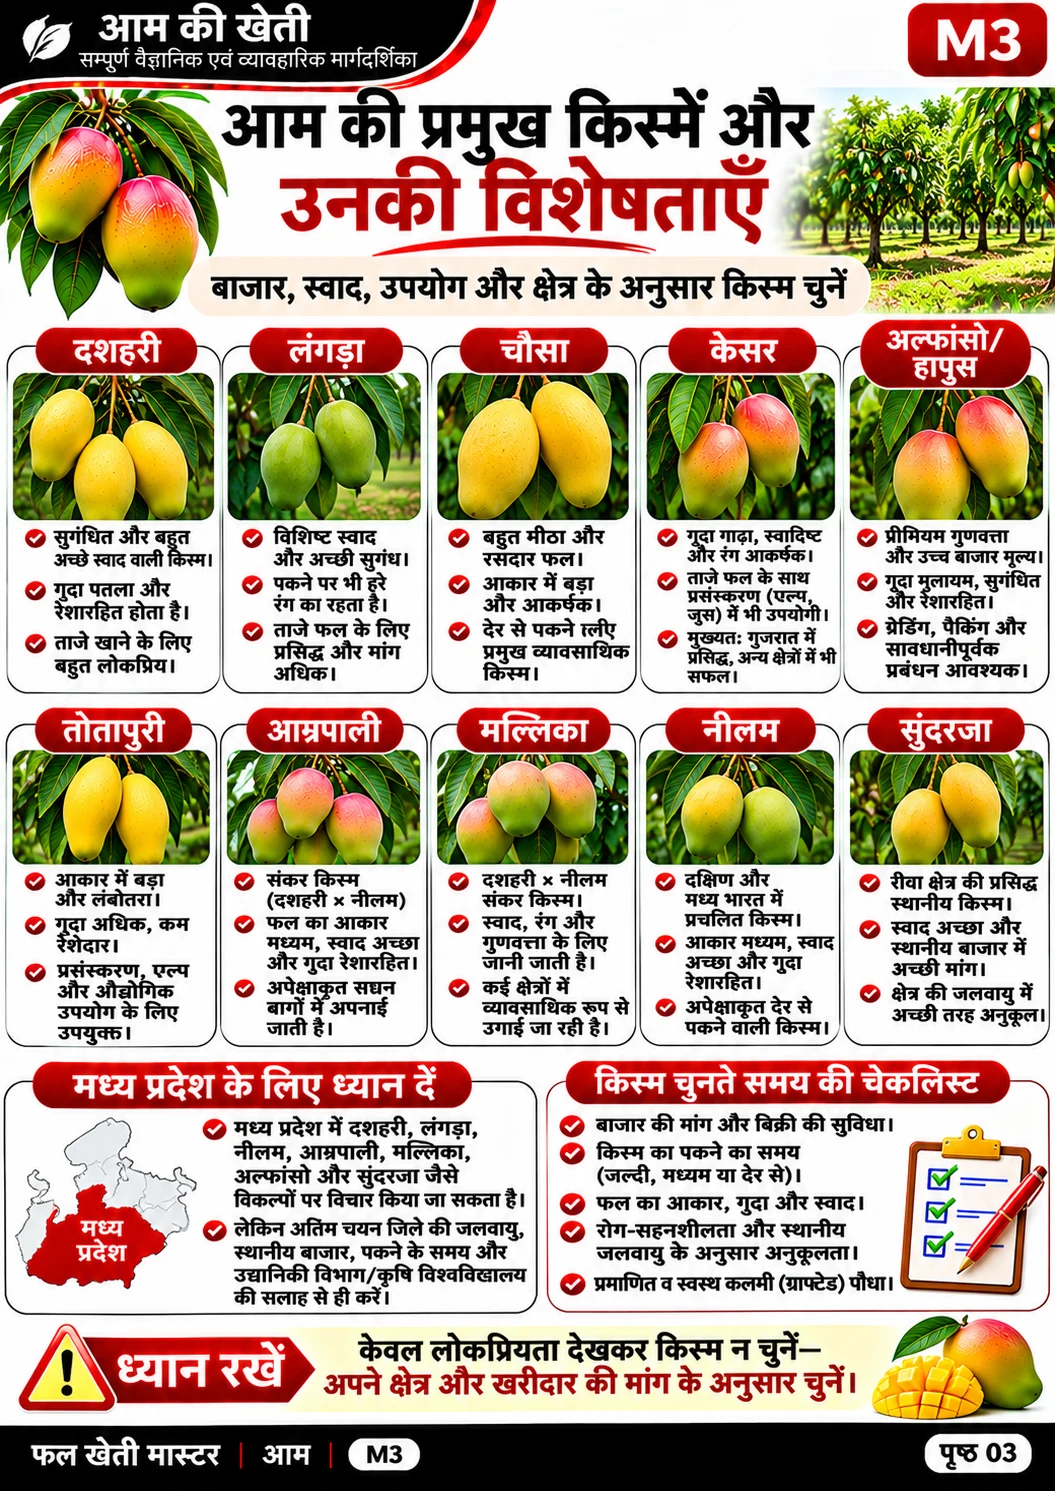 आम की खेती
सम्पूर्ण वैज्ञानिक एवं व्यावहारिक मार्गदर्शिका
M3
आम की प्रमुख किस्में और
उनकी विशेषताएँ
बाजार, स्वाद, उपयोग और क्षेत्र के अनुसार किस्म चुनें
दशहरी
सुगंधित और बहुत
अच्छे स्वाद वाली किस्म।
गुदा पतला और
रेशारहित होता है।
ताजे खाने के लिए
बहुत लोकप्रिय।
लंगड़ा
विशिष्ट स्वाद
और अच्छी सुगंध।
पकने पर भी हरे
रंग का रहता है।
ताजे फल के लिए
प्रसिद्ध और मांग
अधिक।
चौसा
बहुत मीठा और
रसदार फल।
आकार में बड़ा
और आकर्षक।
देर से पकने
प्रमुख व्यावसाथिक
किस्म।
केसर
गुदा गाढ़ा, स्वादिष्ट
और रंग आकर्षक।
ताजे फल के साथ
प्रसंस्करण (एल्प,
जुस) में भी उपयोगी।
मुख्यतः गुजरात में
प्रसिद्ध, अन्य क्षेत्रों में भी
सफल।
अल्फांसो/
हापुस
प्रीमियम गुणवत्ता
और उच्च बाजार मूल्य।
गूदा मुलायम, सुगंधित
और रेशारहित।
ग्रेडिंग, पैकिंग और
सावधानीपूर्वक
प्रबंधन आवश्यक।
तोतापुरी
आकार में बड़ा
और लंबोतरा।
गूदा अधिक, कम
रेशेदार।
प्रसंस्करण, एल्प
और औद्योगिक
उपयोग के लिए
उपयुक्त।
आम्रपाली
संकर किस्म
(दशहरी × नीलम)
फल का आकार
मध्यम, स्वाद अच्छा
और गुदा रेशारहित।
अपेक्षाकृत सघन
बागों में अपनाई
जाती है।
मल्लिका
दशहरी × नीलम
संकर किस्म।
स्वाद, रंग और
गुणवत्ता के लिए
जानी जाती है।
कई क्षेत्रों में
व्यावसाथिक रूप से
उगाई जा रही है।
नीलम
दक्षिण और
मध्य भारत में
प्रचलित किस्म।
आकार मध्यम, स्वाद
अच्छा और गुदा
रेशारहित।
अपेक्षाकृत देर से
पकने वाली किस्म।
सुंदरजा
रीवा क्षेत्र की प्रसिद्ध
स्थानीय किस्म।
स्वाद अच्छा और
स्थानीय बाजार में
अच्छी मांग।
क्षेत्र की जलवायु में
अच्छी तरह अनुकूल।
मध्य प्रदेश के लिए ध्यान दें
मध्य
प्रदेश
मध्य प्रदेश में दशहरी, लंगड़ा,
नीलम, आम्रपाली, मल्लिका,
अल्फांसो और सुंदरजा जैसे
विकल्पों पर विचार किया जा सकता है।
लेकिन अतिम चयन जिले की जलवायु,
स्थानीय बाजार, पकने के समय और
उद्यानिकी विभाग/कृषि विश्वविखालय
की सलाह से ही करें।
किस्म चुनते समय की चेकलिस्ट
बाजार की मांग और बिक्री की सुविधा।
किस्म का पकने का समय
(जल्दी, मध्यम या देर से)।
फल का आकार, गुदा और स्वाद।
रोग-सहनशीलता और स्थानीय
जलवायु के अनुसार अनुकूलता।
प्रमाणित व स्वस्थ कलमी (ग्राफ्टेड) पौधा।
ध्यान रखें
केवल लोकप्रियता देखकर किस्म न चुनें—
अपने क्षेत्र और खरीदार की मांग के अनुसार चुनें।
फल खेती मास्टर | आम | M3
पृष्ठ 03